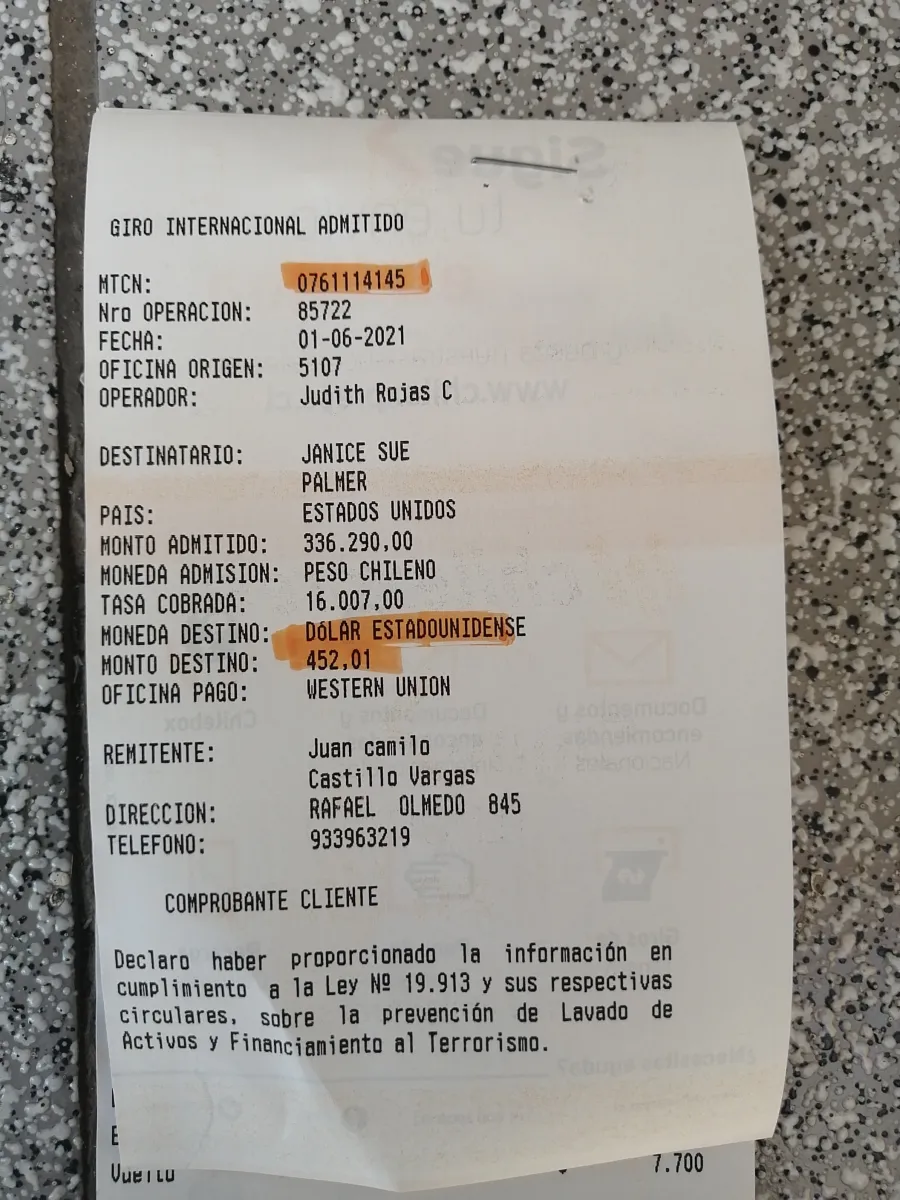 GIRO INTERNACIONAL ADMITIDO
MTCN: 0761114145
Nro OPERACION: 85722
FECHA: 01-06-2021
OFICINA ORIGEN: 5107
OPERADOR: Judith Rojas C
DESTINATARIO: JANICE SUE
PALMER
PAIS: ESTADOS UNIDOS
MONTO ADMITIDO: 336.290,00
MONEDA ADMISION: PESO CHILENO
TASA COBRADA: 16.007,00
MONEDA DESTINO: DóLAR ESTADOUNIDENSE
MONTO DESTINO: 452,01
OFICINA PAGO: WESTERN UNION
REMITENTE: Juan camilo
Castillo Vargas
DIRECCION: RAFAEL OLMEDO 845
TELEFONO: 933963219
COMPROBANTE CLIENTE
Declaro haber proporcionado la información en
cumplimiento a la Ley Nº 19.913 y sus respectivas
circulares, sobre la prevención de Lavado de
Activos y Financiamiento al Terrorismo.
Vuelto 7.700